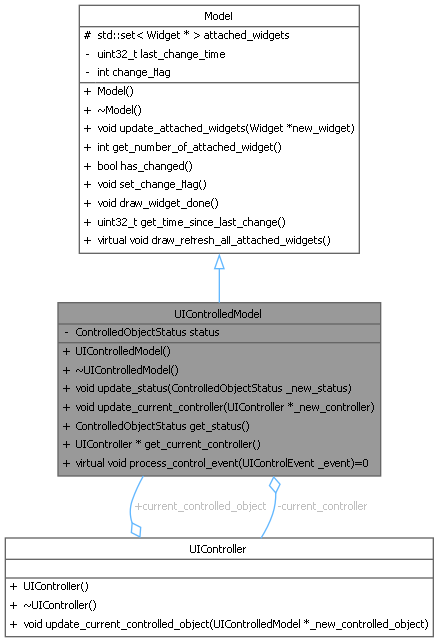 Model
# std::set< Widget * > attached_widgets
- uint32_t last_change_time
- int change_flag
+ Model()
+ ~Model()
+ void update_attached_widgets(Widget *new_widget)
+ int get_number_of_attached_widget()
+ bool has_changed()
+ void set_change_flag()
+ void draw_widget_done()
+ uint32_t get_time_since_last_change()
+ virtual void draw_refresh_all_attached_widgets()
UIControlledModel
- ControlledObjectStatus status
+ UIControlledModel()
+ ~UIControlledModel()
+ void update_status(ControlledObjectStatus _new_status)
+ void update_current_controller(UIController *_new_controller)
+ ControlledObjectStatus get_status()
+ UIController * get_current_controller()
+ virtual void process_control_event(UIControlEvent _event)=0
+current_controlled_object
-current_controller
UIController
+ UIController()
+ ~UIController()
+ void update_current_controlled_object(UIControlledModel *_new_controlled_object)